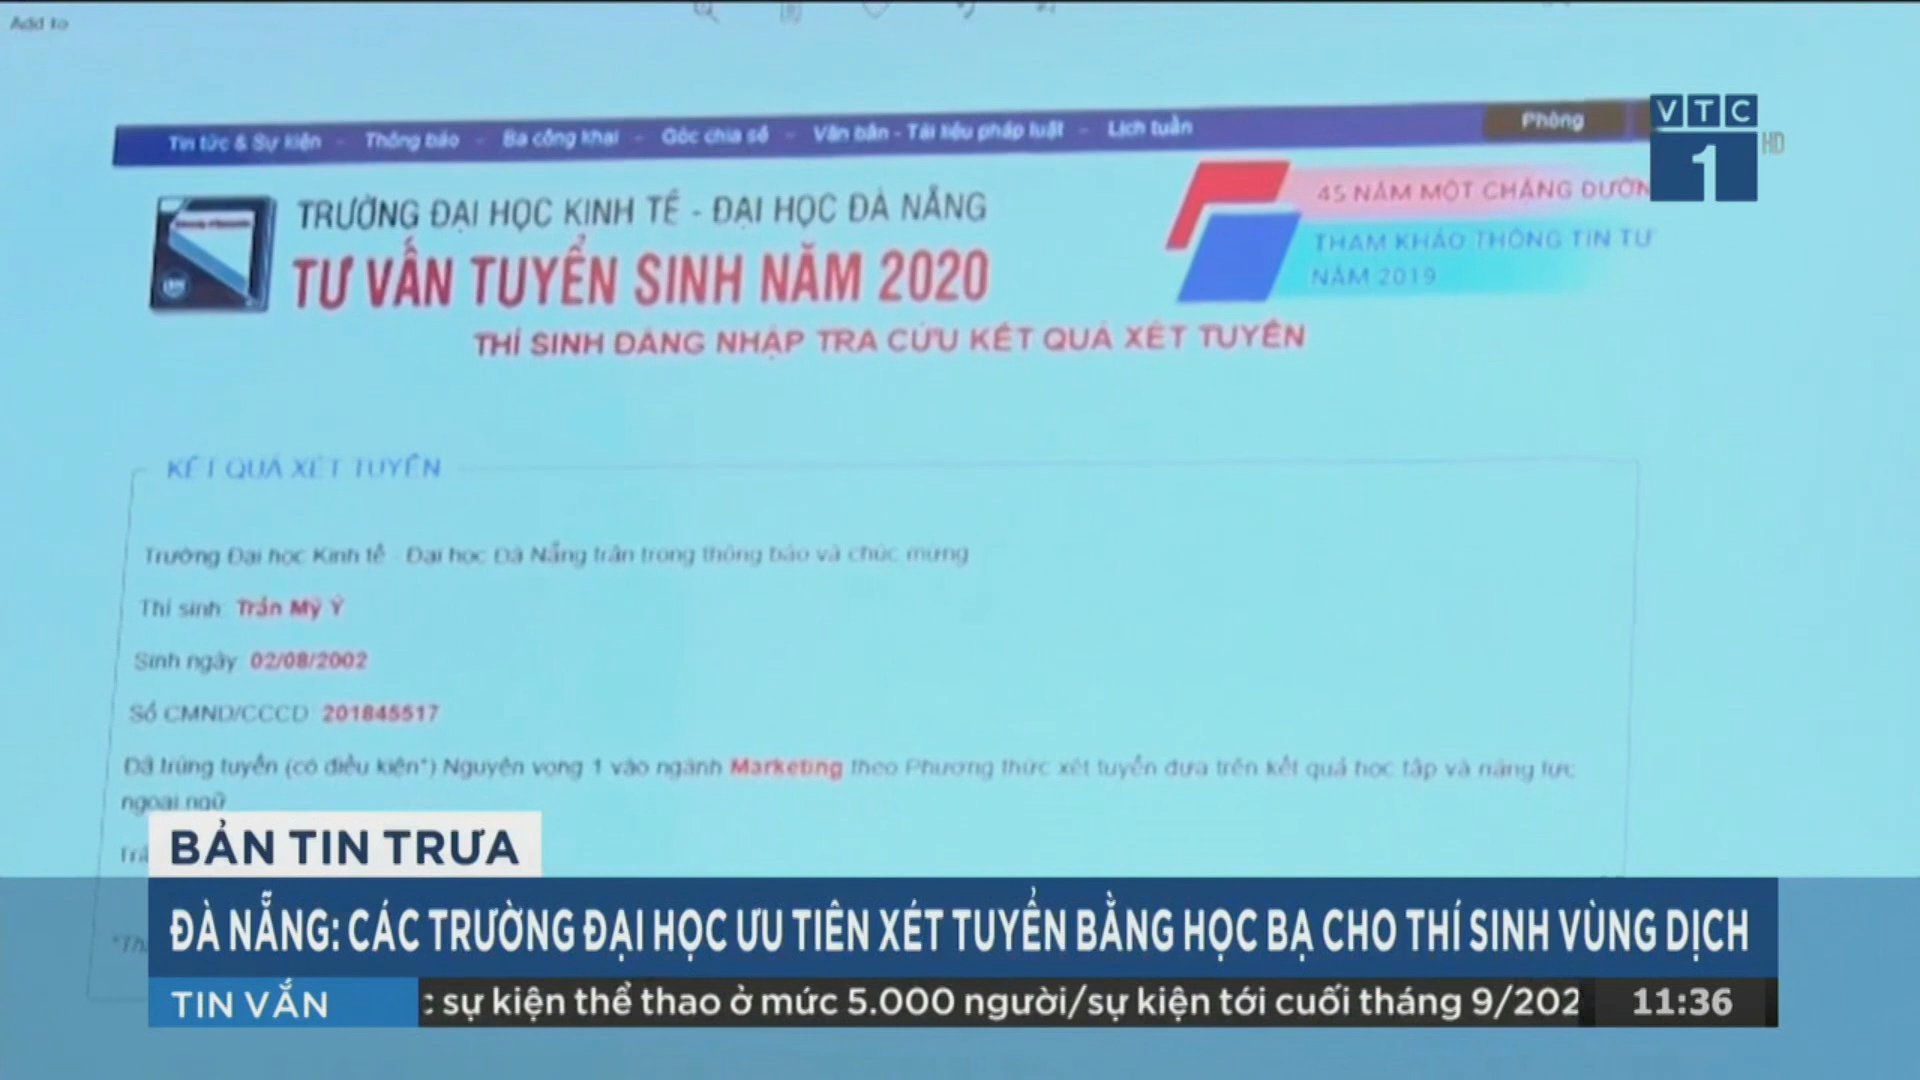 Add to
Tin tức & Sự kiện - Thông báo - Ba công khai - Góc chia sẻ - Văn bản - Tài liệu pháp luật - Lịch tuần
Phòng
VTC
1
HD
TRƯỜNG ĐẠI HỌC KINH TẾ - ĐẠI HỌC ĐÀ NẴNG
TƯ VẤN TUYỂN SINH NĂM 2020
45 NĂM MỘT CHẶNG ĐƯỜN
THAM KHẢO THÔNG TIN TƯ
NĂM 2019
THÍ SINH ĐĂNG NHẬP TRA CỨU KẾT QUẢ XÉT TUYỂN
KẾT QUẢ XÉT TUYỂN
Trường Đại học Kinh tế - Đại học Đà Nẵng trân trọng thông báo và chúc mừng
Thí sinh: Trần Mỹ Ý
Sinh ngày: 02/08/2002
Số CMND/CCCD: 201845517
Đã trúng tuyển (có điều kiện*) Nguyện vọng 1 vào ngành Marketing theo Phương thức xét tuyển dựa trên kết quả học tập và năng lực
ngoại ngữ
BẢN TIN TRƯA
ĐÀ NẴNG: CÁC TRƯỜNG ĐẠI HỌC ƯU TIÊN XÉT TUYỂN BẰNG HỌC BẠ CHO THÍ SINH VÙNG DỊCH
TIN VẮN
sự kiện thể thao ở mức 5.000 người/sự kiện tới cuối tháng 9/202
11:36